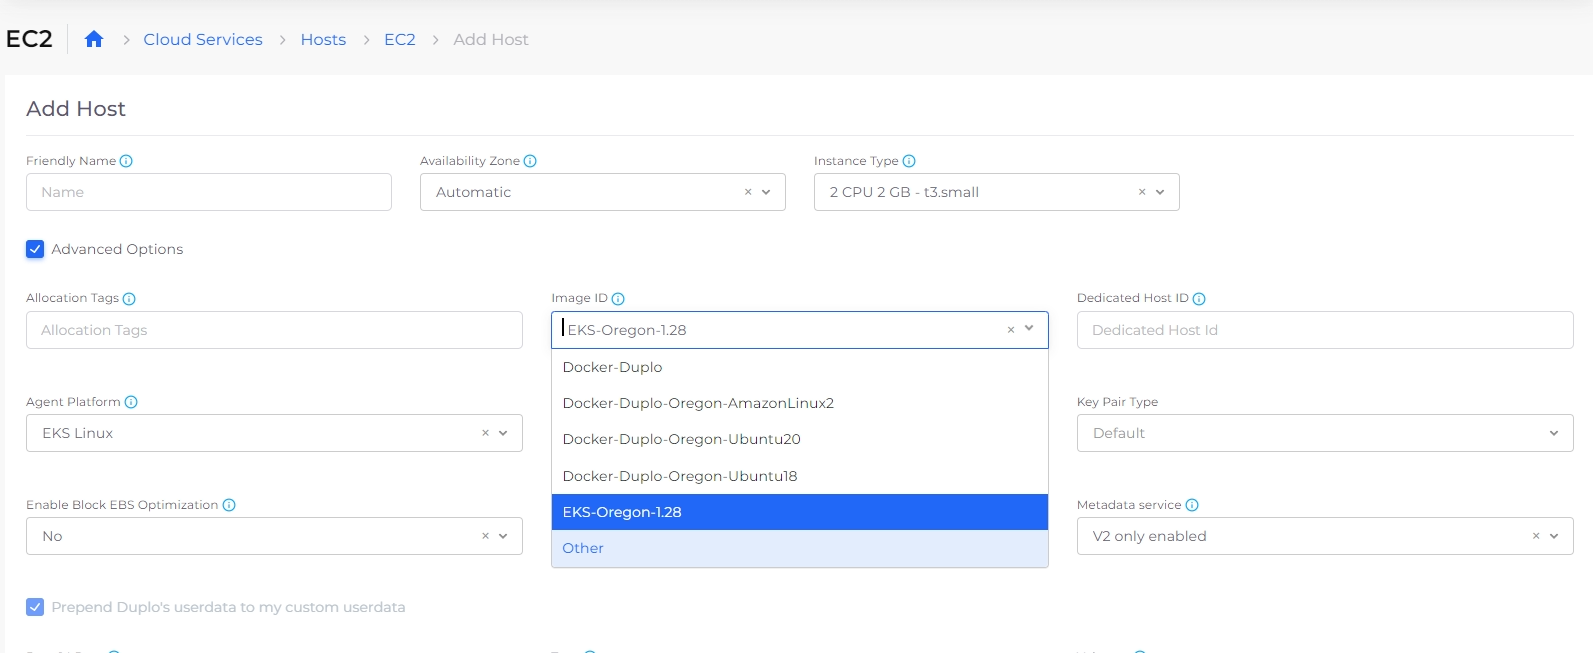 EC2 Cloud Services Hosts EC2 Add Host
Add Host
Friendly Name Availability Zone Instance Type
Name Automatic 2 CPU 2 GB - t3.small
Advanced Options
Allocation Tags Image ID Dedicated Host ID
Allocation Tags EKS-Oregon-1.28 Dedicated Host Id
Docker-Duplo
Agent Platform Docker-Duplo-Oregon-AmazonLinux2 Key Pair Type
EKS Linux Docker-Duplo-Oregon-Ubuntu20 Default
Docker-Duplo-Oregon-Ubuntu18
Enable Block EBS Optimization EKS-Oregon-1.28 Metadata service
No Other V2 only enabled
Prepend Duplo's userdata to my custom userdata